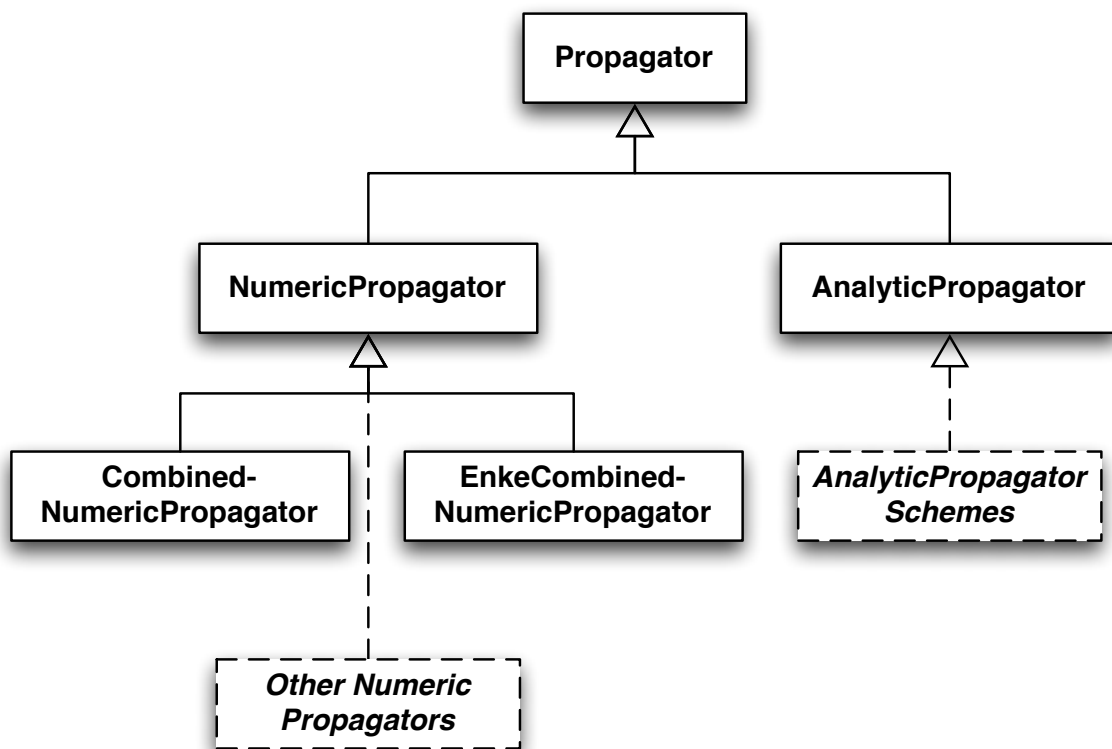 Propagator
NumericPropagator
AnalyticPropagator
Combined-
NumericPropagator
EnkeCombined-
NumericPropagator
AnalyticPropagator
Schemes
Other Numeric
Propagators